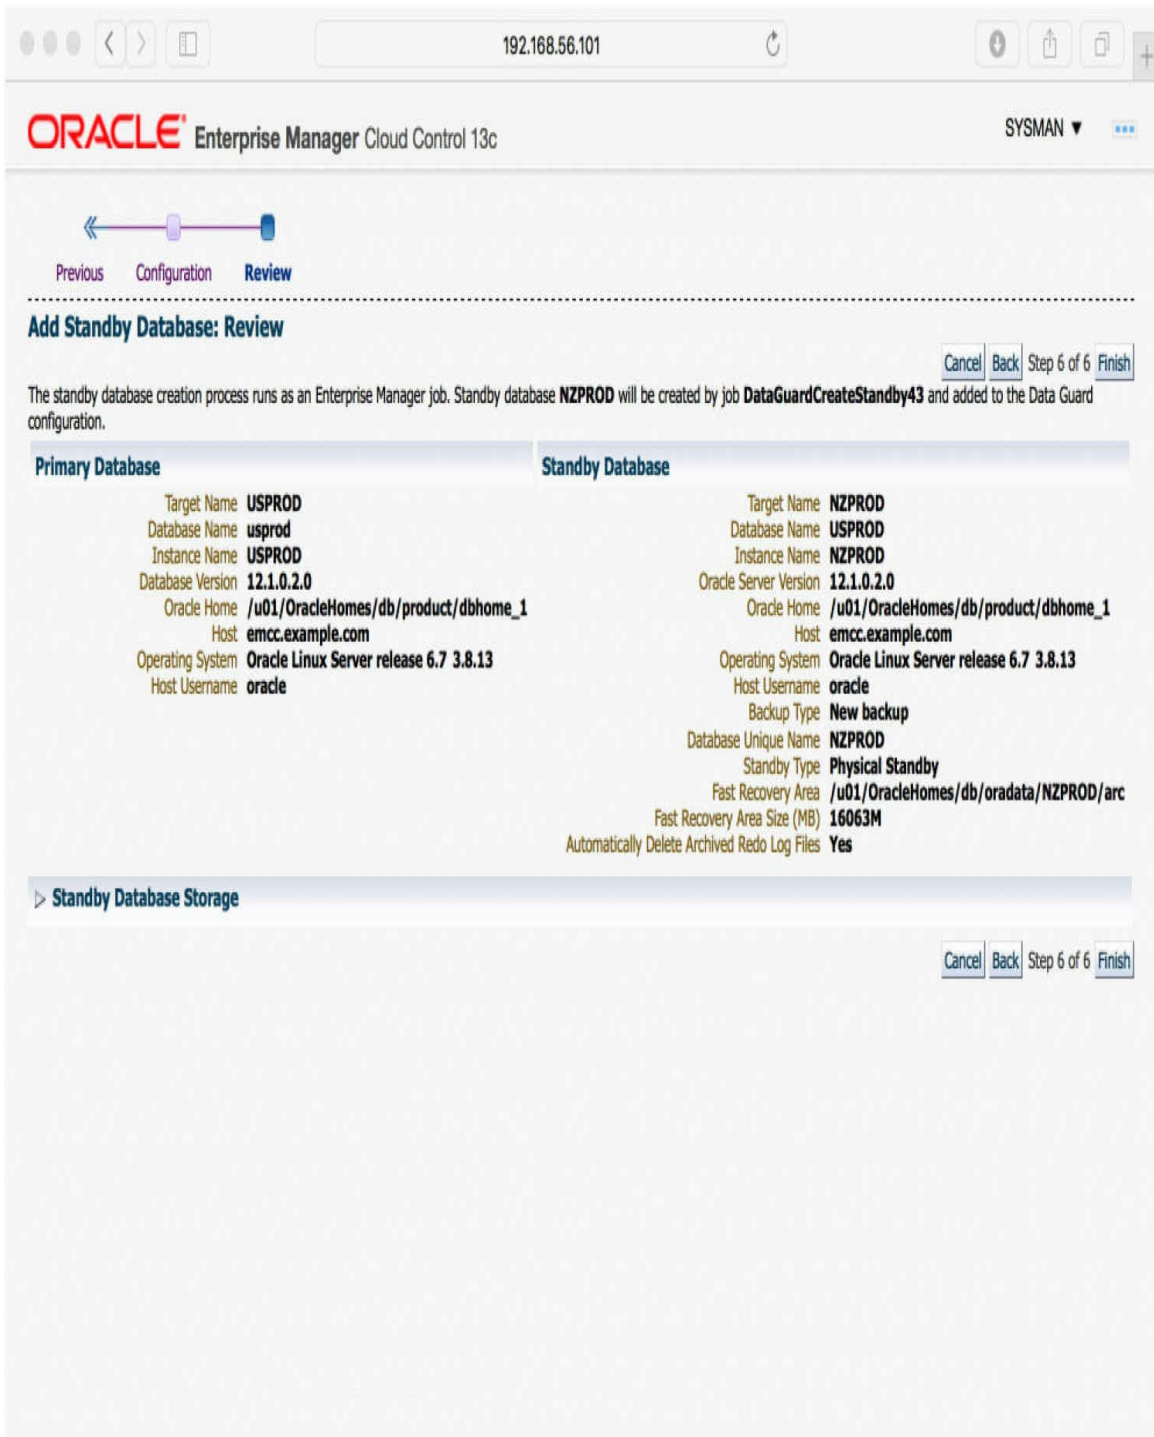 192.168.56.101
ORACLE® Enterprise Manager Cloud Control 13c
SYSMAN ▼
Previous Configuration Review
Add Standby Database: Review
Cancel Back Step 6 of 6 Finish
The standby database creation process runs as an Enterprise Manager job. Standby database NZPROD will be created by job DataGuardCreateStandby43 and added to the Data Guard
configuration.
Primary Database
Target Name USPROD
Database Name usprod
Instance Name USPROD
Database Version 12.1.0.2.0
Oracle Home /u01/OracleHomes/db/product/dbhome_1
Host emcc.example.com
Operating System Oracle Linux Server release 6.7 3.8.13
Host Username oracle
Standby Database
Target Name NZPROD
Database Name USPROD
Instance Name NZPROD
Oracle Server Version 12.1.0.2.0
Oracle Home /u01/OracleHomes/db/product/dbhome_1
Host emcc.example.com
Operating System Oracle Linux Server release 6.7 3.8.13
Host Username oracle
Backup Type New backup
Database Unique Name NZPROD
Standby Type Physical Standby
Fast Recovery Area /u01/OracleHomes/db/oradata/NZPROD/arc
Fast Recovery Area Size (MB) 16063M
Automatically Delete Archived Redo Log Files Yes
Standby Database Storage
Cancel Back Step 6 of 6 Finish